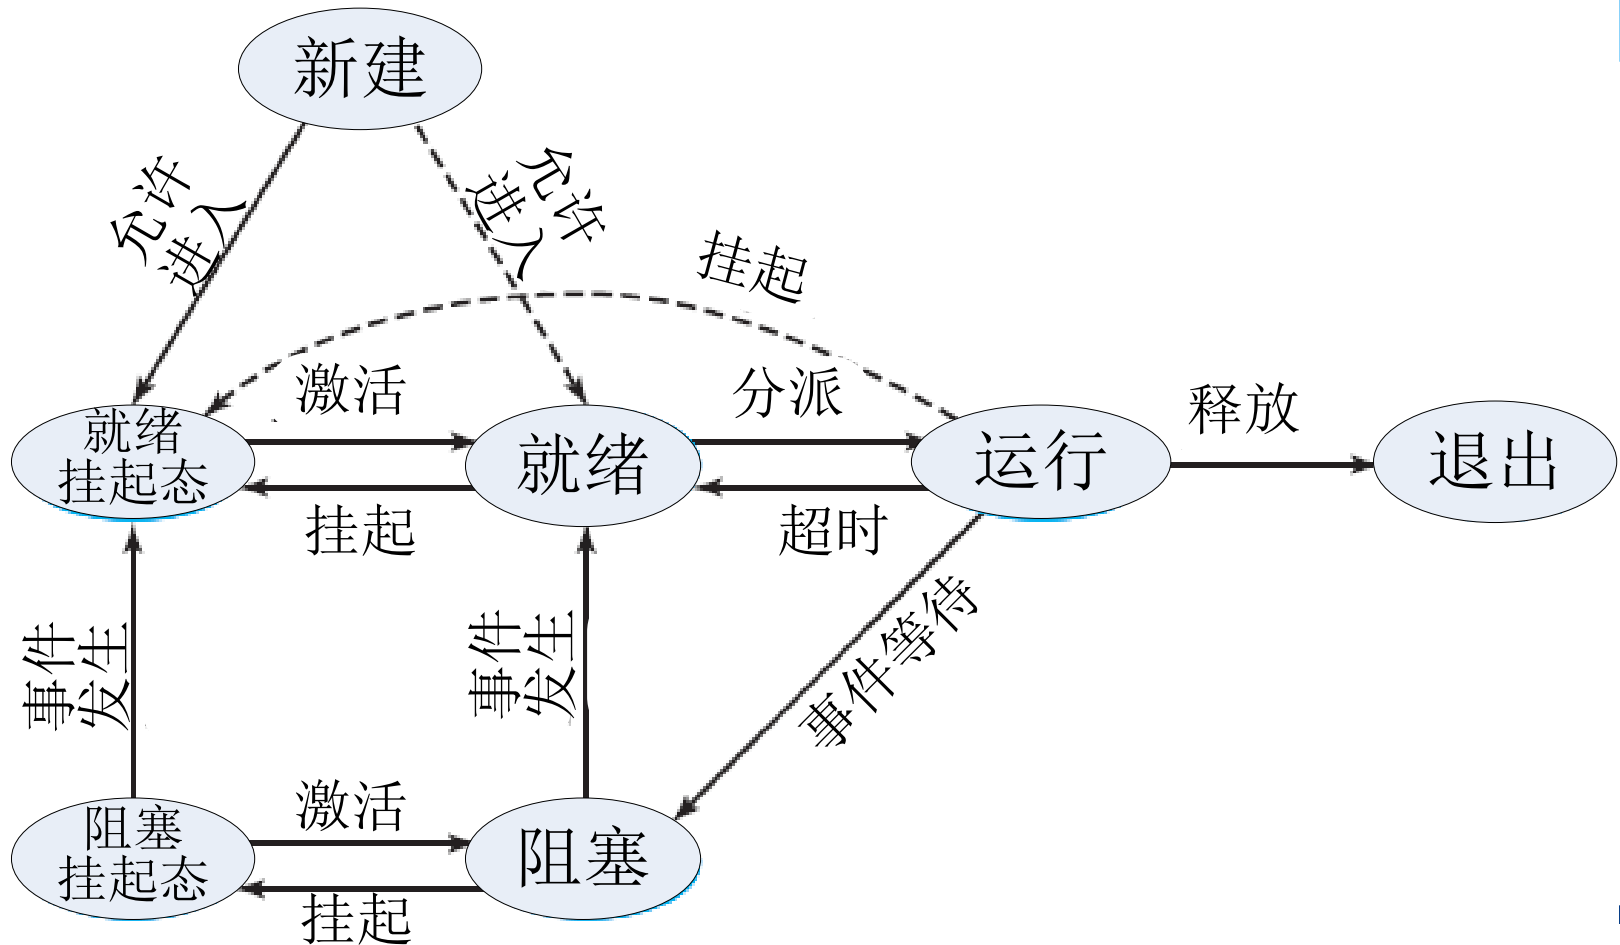 新建
允许
进入
允许
进入
挂起
激活
分派
释放
就绪
挂起态
就绪
运行
退出
挂起
超时
事件
发生
事件
发生
事件等待
激活
阻塞
挂起态
阻塞
挂起